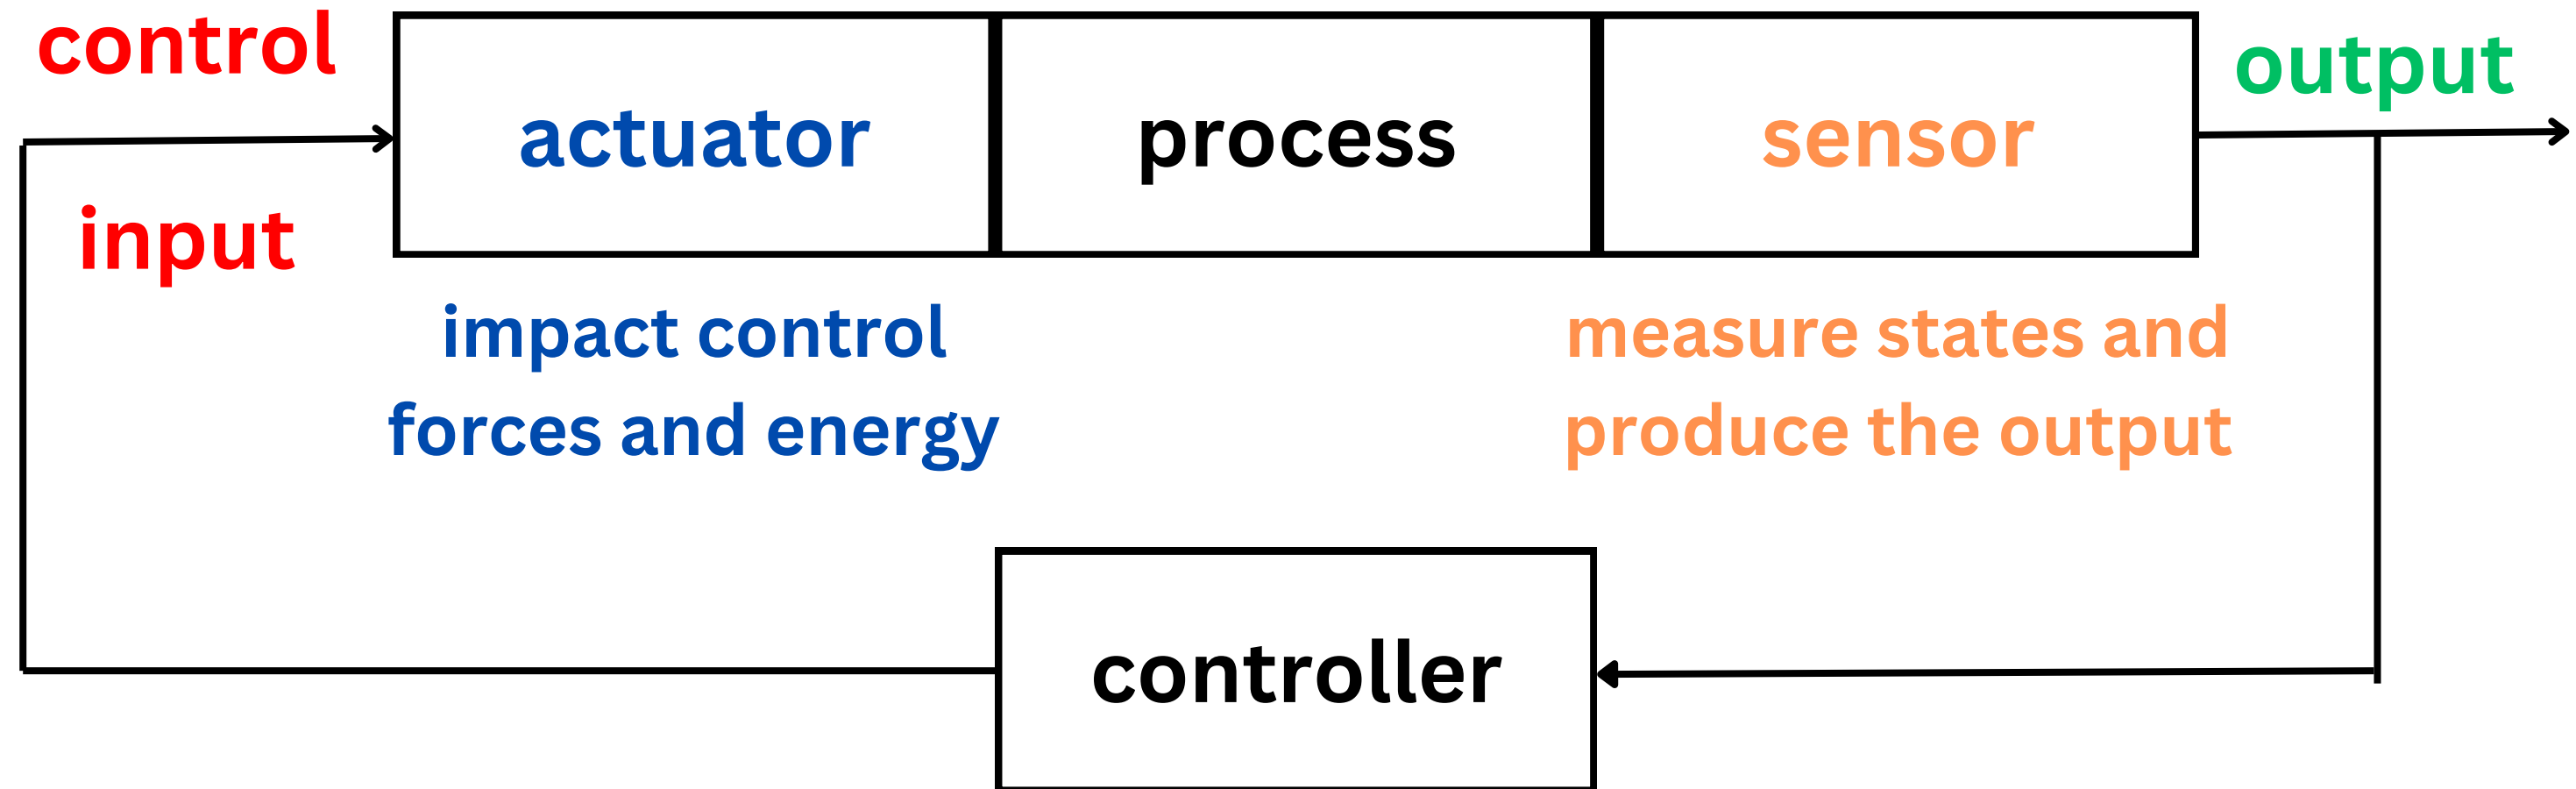 control
input
actuator
process
sensor
output
impact control
forces and energy
measure states and
produce the output
controller